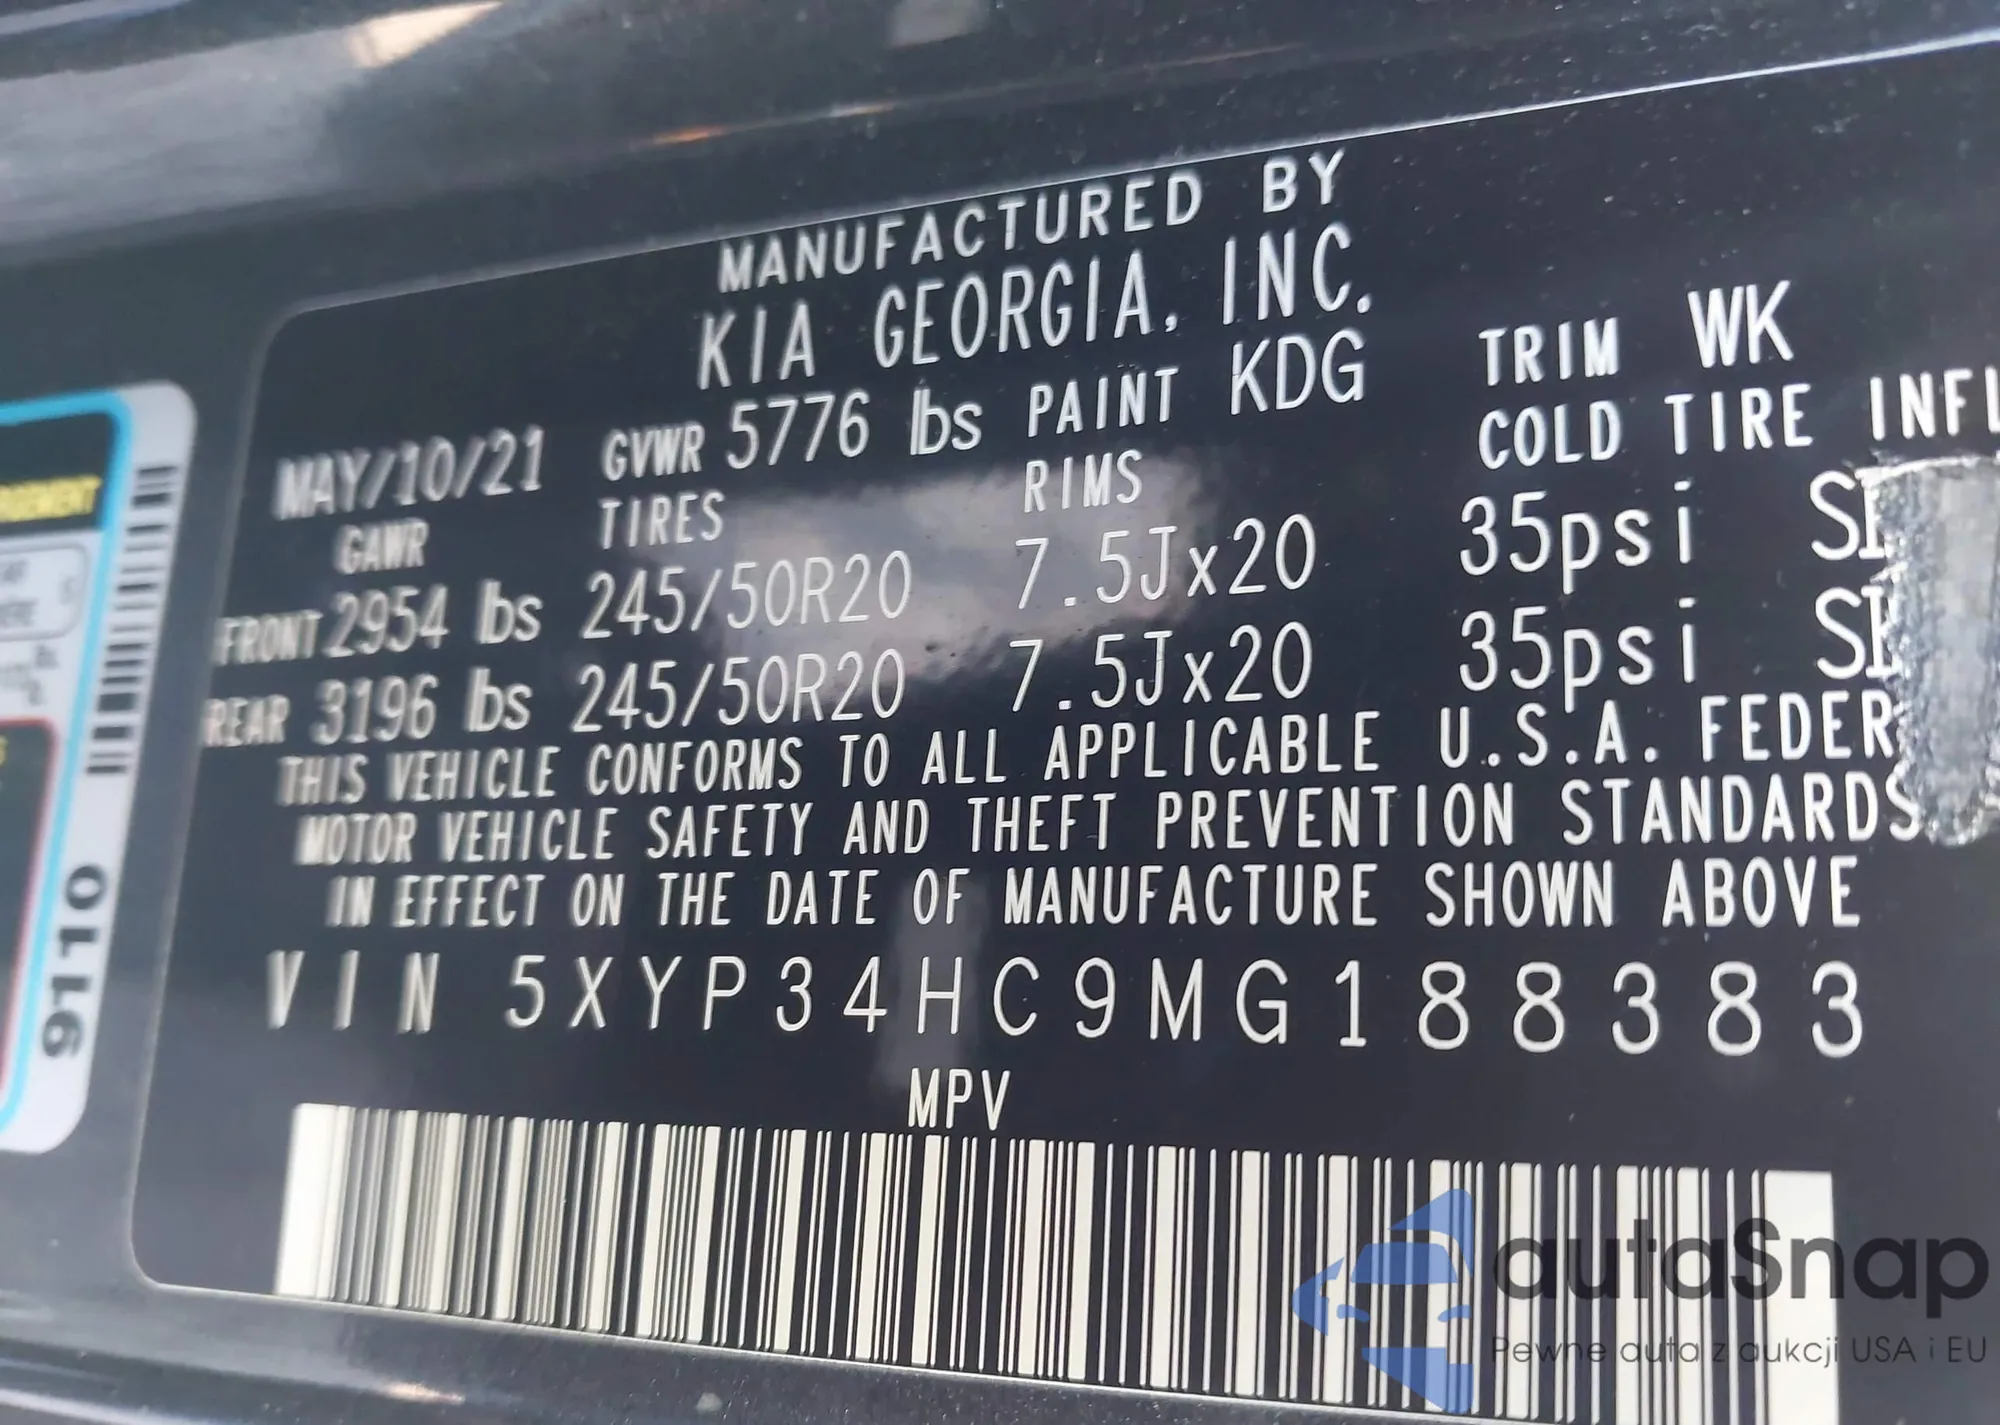 MANUFACTURED BY
KIA GEORGIA, INC.
MAY/10/21 GVWR 5776 lbs PAINT KDG TRIM WK
GAWR TIRES RIMS COLD TIRE INFL
FRONT 2954 lbs 245/50R20 7.5Jx20 35psi
REAR 3196 lbs 245/50R20 7.5Jx20 35psi
THIS VEHICLE CONFORMS TO ALL APPLICABLE U.S.A. FEDER
MOTOR VEHICLE SAFETY AND THEFT PREVENTION STANDARDS
IN EFFECT ON THE DATE OF MANUFACTURE SHOWN ABOVE
VIN 5XYP34HC9MG188383
MPV
9110
autaSnap
Pewne auta z aukcji USA i EU